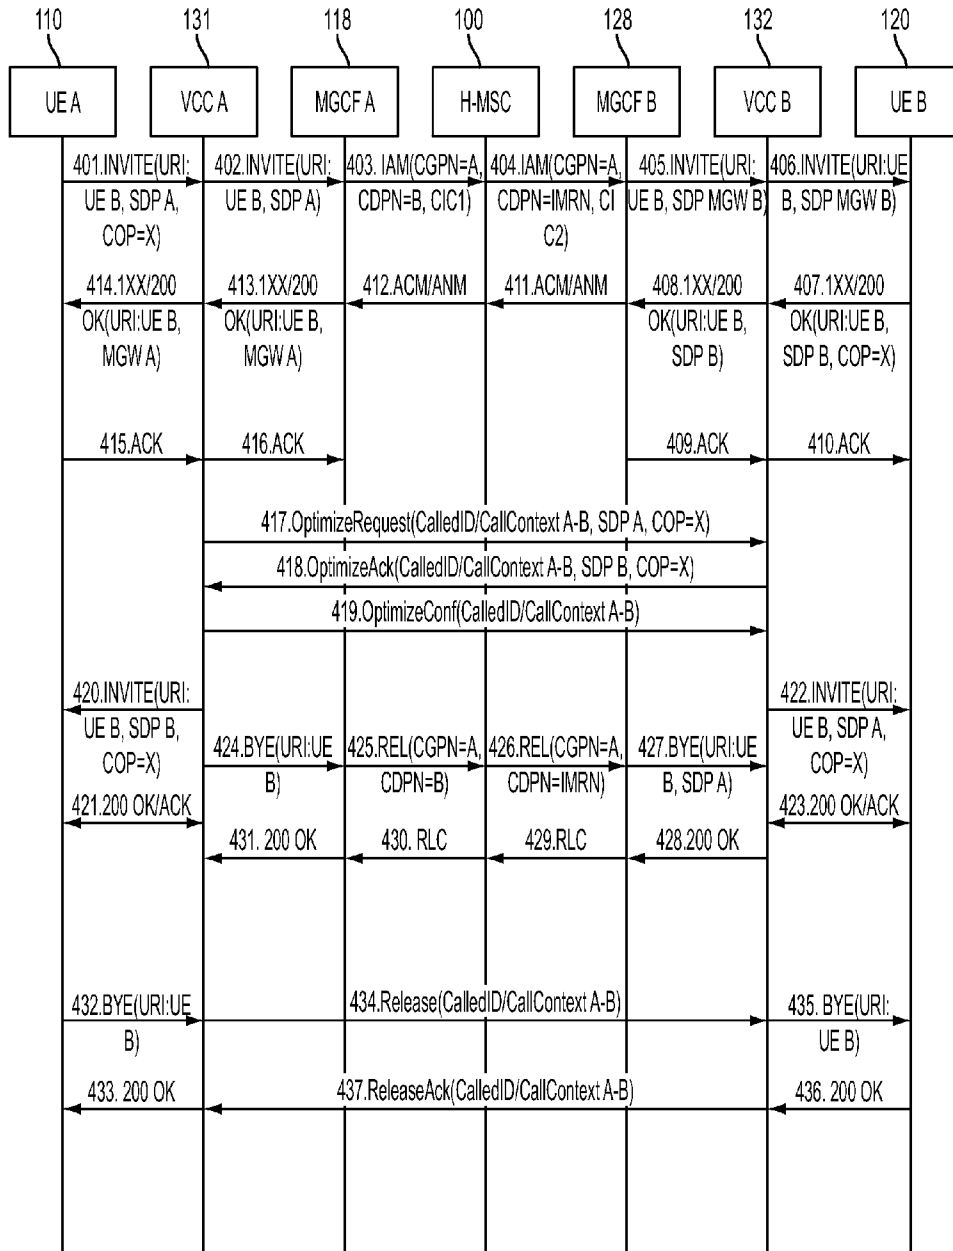 110 131 118 100 128 132 120
UE A VCC A MGCF A H-MSC MGCF B VCC B UE B
401.INVITE(URI:
UE B, SDP A,
COP=X)
402.INVITE(URI:
UE B, SDP A)
403. IAM(CGPN=A,
CDPN=B, CIC1)
404.IAM(CGPN=A,
CDPN=IMRN, CI
C2)
405.INVITE(URI:
UE B, SDP MGW B)
406.INVITE(URI:UE
B, SDP MGW B)
414.1XX/200
OK(URI:UE B,
MGW A)
413.1XX/200
OK(URI:UE B,
MGW A)
412.ACM/ANM
411.ACM/ANM
408.1XX/200
OK(URI:UE B,
SDP B)
407.1XX/200
OK(URI:UE B,
SDP B, COP=X)
415.ACK
416.ACK
409.ACK
410.ACK
417.OptimizeRequest(CalledID/CallContext A-B, SDP A, COP=X)
418.OptimizeAck(CalledID/CallContext A-B, SDP B, COP=X)
419.OptimizeConf(CalledID/CallContext A-B)
420.INVITE(URI:
UE B, SDP B,
COP=X)
422.INVITE(URI:
UE B, SDP A,
COP=X)
424.BYE(URI:UE
B)
425.REL(CGPN=A,
CDPN=B)
426.REL(CGPN=A,
CDPN=IMRN)
427.BYE(URI:UE
B, SDP A)
421.200 OK/ACK
423.200 OK/ACK
431. 200 OK
430. RLC
429.RLC
428.200 OK
432.BYE(URI:UE
B)
434.Release(CalledID/CallContext A-B)
435. BYE(URI:
UE B)
433. 200 OK
437.ReleaseAck(CalledID/CallContext A-B)
436. 200 OK